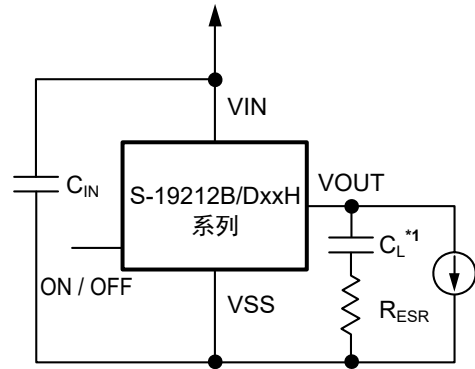 VIN
C_IN
S-19212B/DxxH
系列
VOUT
C_L*1
ON / OFF
VSS
R_ESR